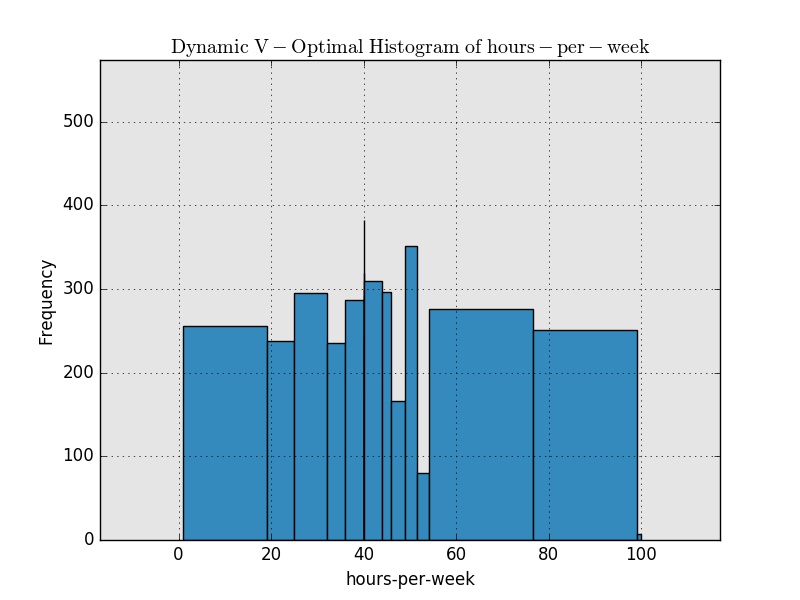 Dynamic V − Optimal Histogram of hours − per − week
500
400
300
200
100
0
Frequency
0 20 40 60 80 100
hours-per-week